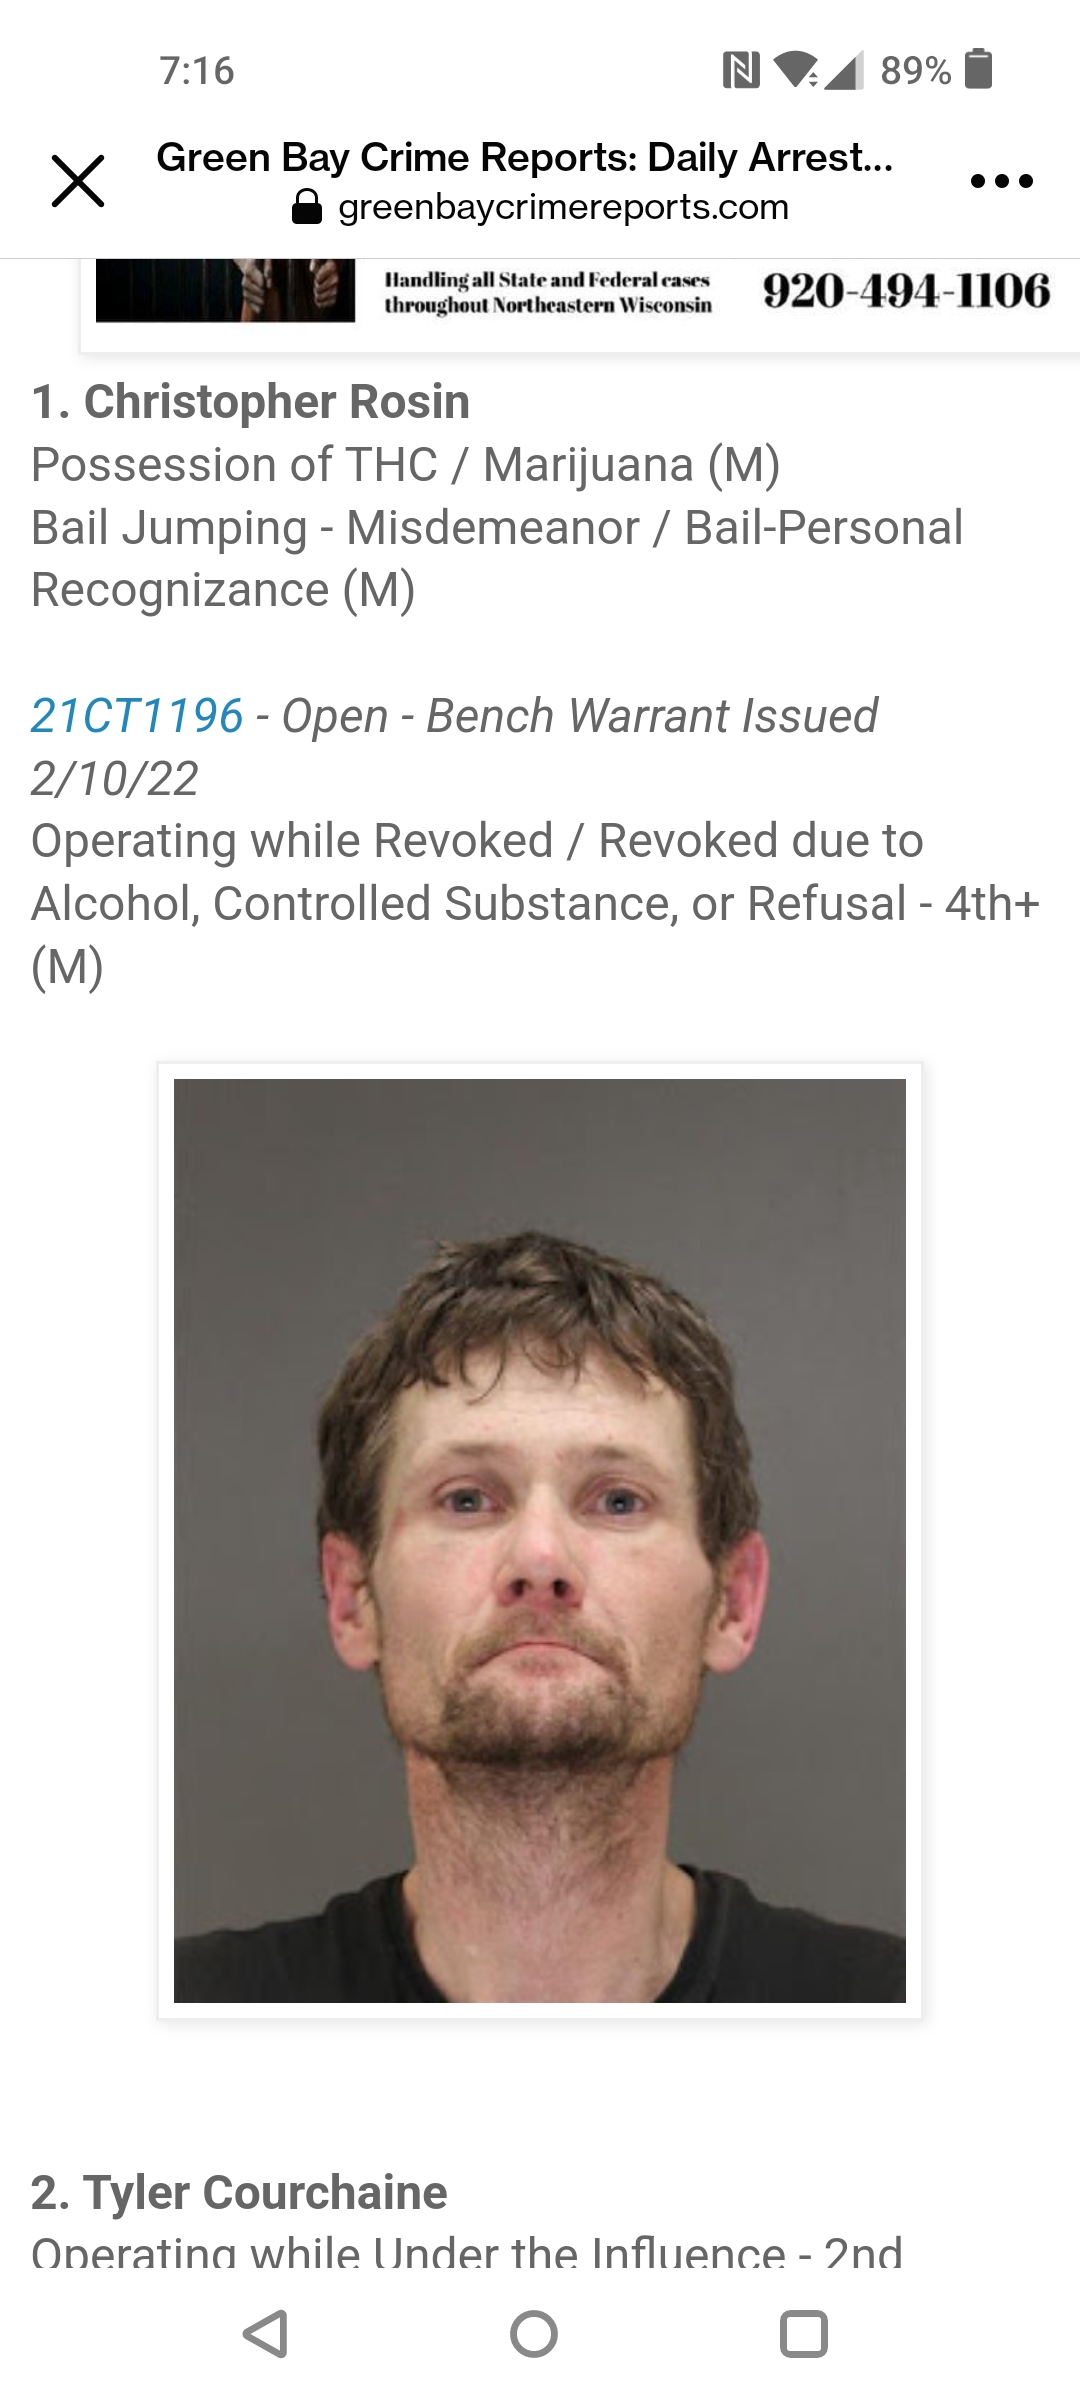 7:16
89%
Green Bay Crime Reports: Daily Arrest...
greenbaycrimereports.com
Handling all State and Federal cases
throughout Northeastern Wisconsin
920-494-1106
1. Christopher Rosin
Possession of THC / Marijuana (M)
Bail Jumping - Misdemeanor / Bail-Personal
Recognizance (M)
21CT1196 - Open - Bench Warrant Issued
2/10/22
Operating while Revoked / Revoked due to
Alcohol, Controlled Substance, or Refusal - 4th+
(M)
2. Tyler Courchaine
Operating while Under the Influence - 2nd